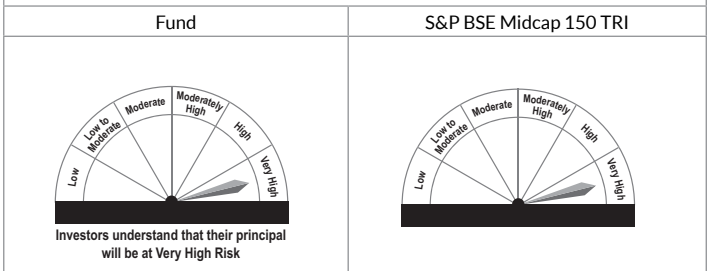 Fund
S&P BSE Midcap 150 TRI
Low
Low to
Moderate
Moderate
Moderately
High
High
Very High
Investors understand that their principal
will be at Very High Risk
Low
Low to
Moderate
Moderate
Moderately
High
High
Very High